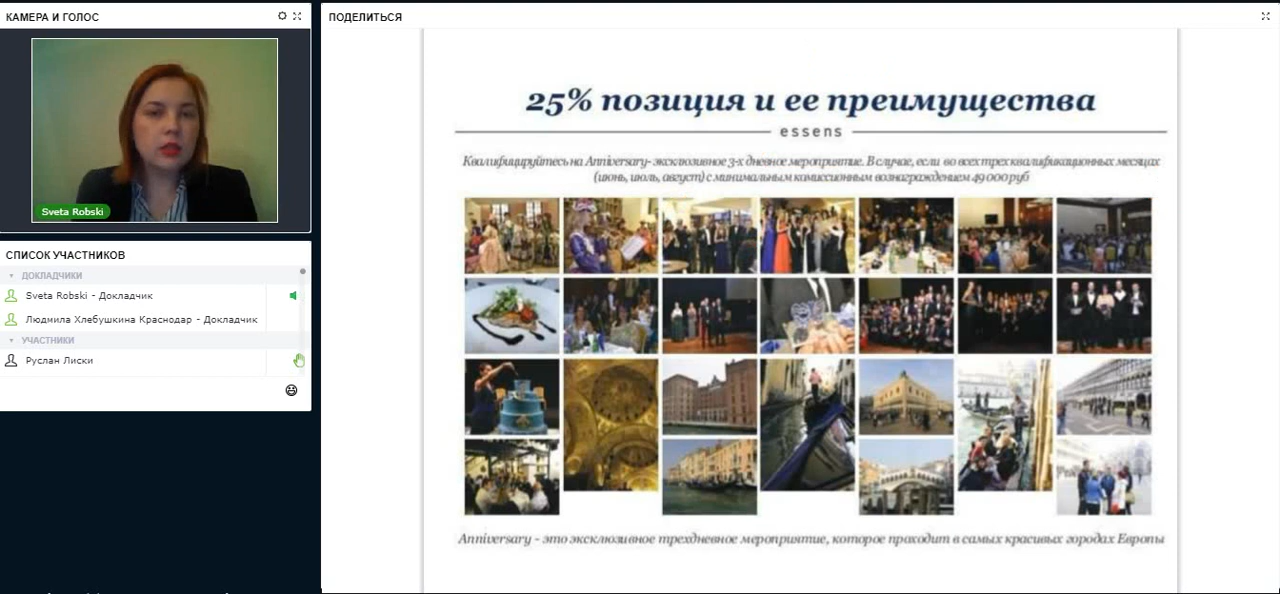 КАМЕРА И ГОЛОС
Sveta Robski
СПИСОК УЧАСТНИКОВ
ДОКЛАДЧИКИ
Sveta Robski - Докладчик
Людмила Хлебушкина Краснодар - Докладчик
УЧАСТНИКИ
Руслан Лиски
ПОДЕЛИТЬСЯ
25% позиция и ее преимущества
essens
Квалифицируйтесь на Anniversary- эксклюзивное 3-х дневное мероприятие. В случае, если во всех трех квалификационных месяцах
(июнь, июль, август) с минимальным комиссионным вознаграждением 49 000 руб
Anniversary - это эксклюзивное трехдневное мероприятие, которое проходит в самых красивых городах Европы